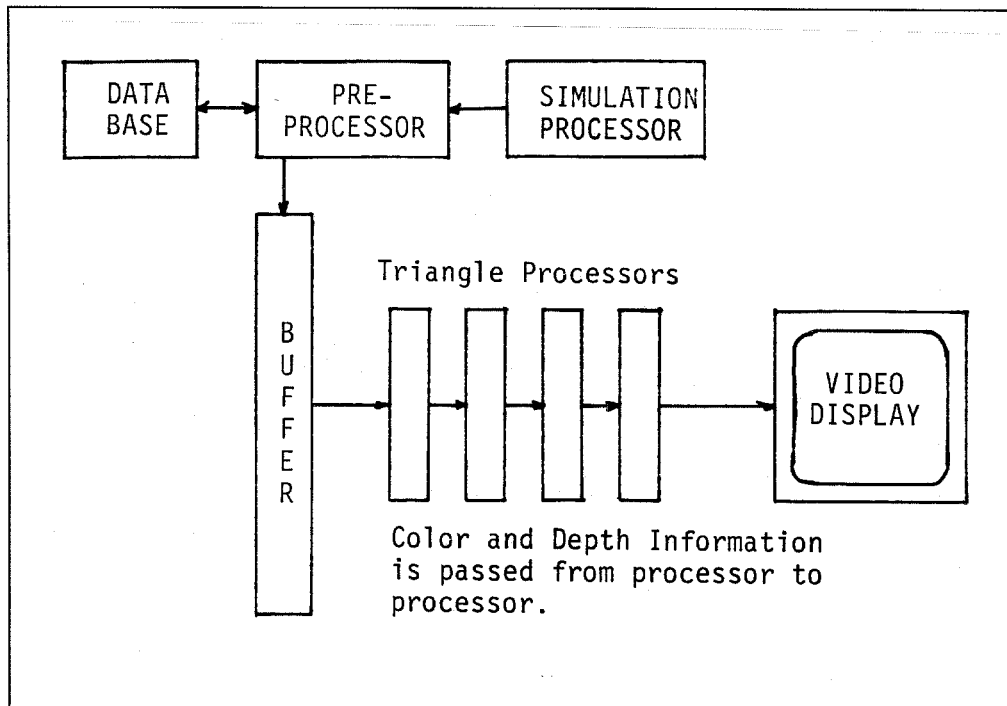 DATA
BASE
PRE-
PROCESSOR
SIMULATION
PROCESSOR
Triangle Processors
BUFFER
VIDEO
DISPLAY
Color and Depth Information
is passed from processor to
processor.